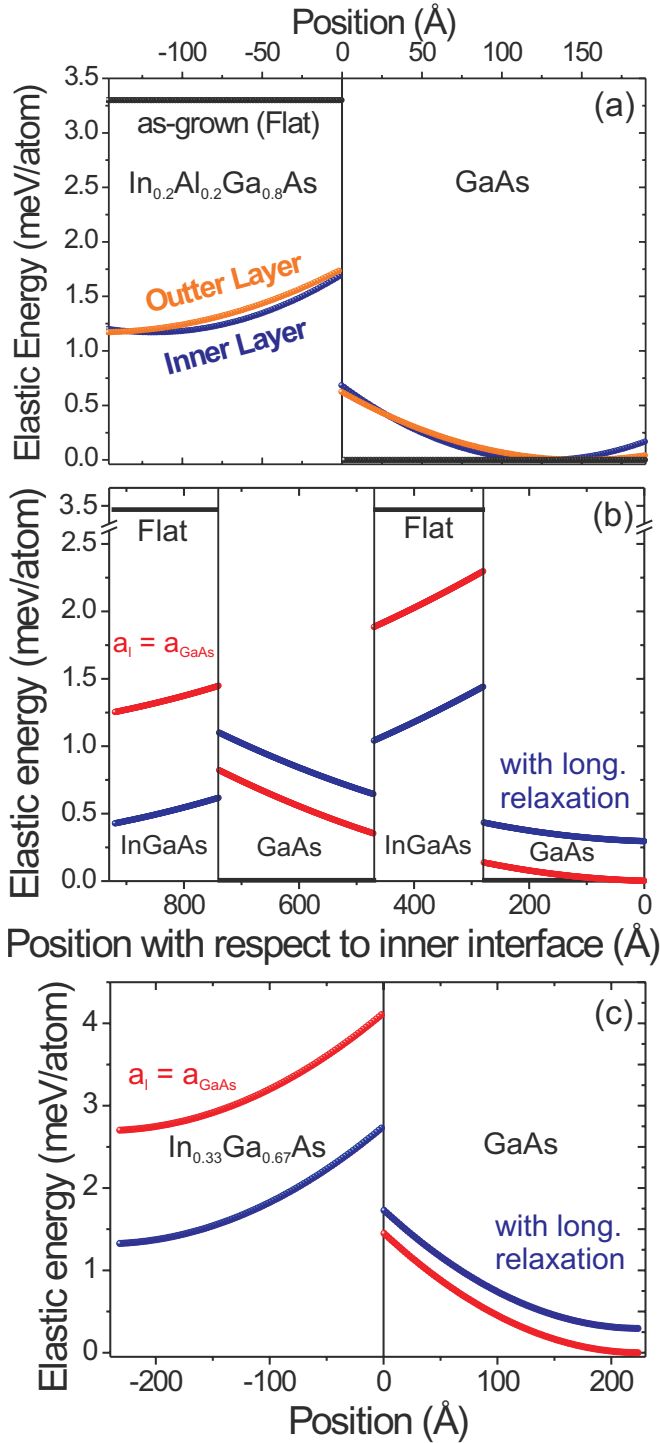 Position (Å)
-100 -50 0 50 100 150
Elastic Energy (meV/atom)
3.5
3.0
2.5
2.0
1.5
1.0
0.5
0.0
(a)
as-grown (Flat)
In0.2Al0.2Ga0.8As
GaAs
Outter Layer
Inner Layer
Elastic energy (mev/atom)
3.5
2.5
2.0
1.5
1.0
0.5
0.0
(b)
Flat
Flat
aI = aGaAs
with long.
relaxation
InGaAs
GaAs
InGaAs
GaAs
800 600 400 200 0
Position with respect to inner interface (Å)
Elastic energy (meV/atom)
4
3
2
1
0
(c)
aI = aGaAs
In0.33Ga0.67As
GaAs
with long.
relaxation
-200 -100 0 100 200
Position (Å)